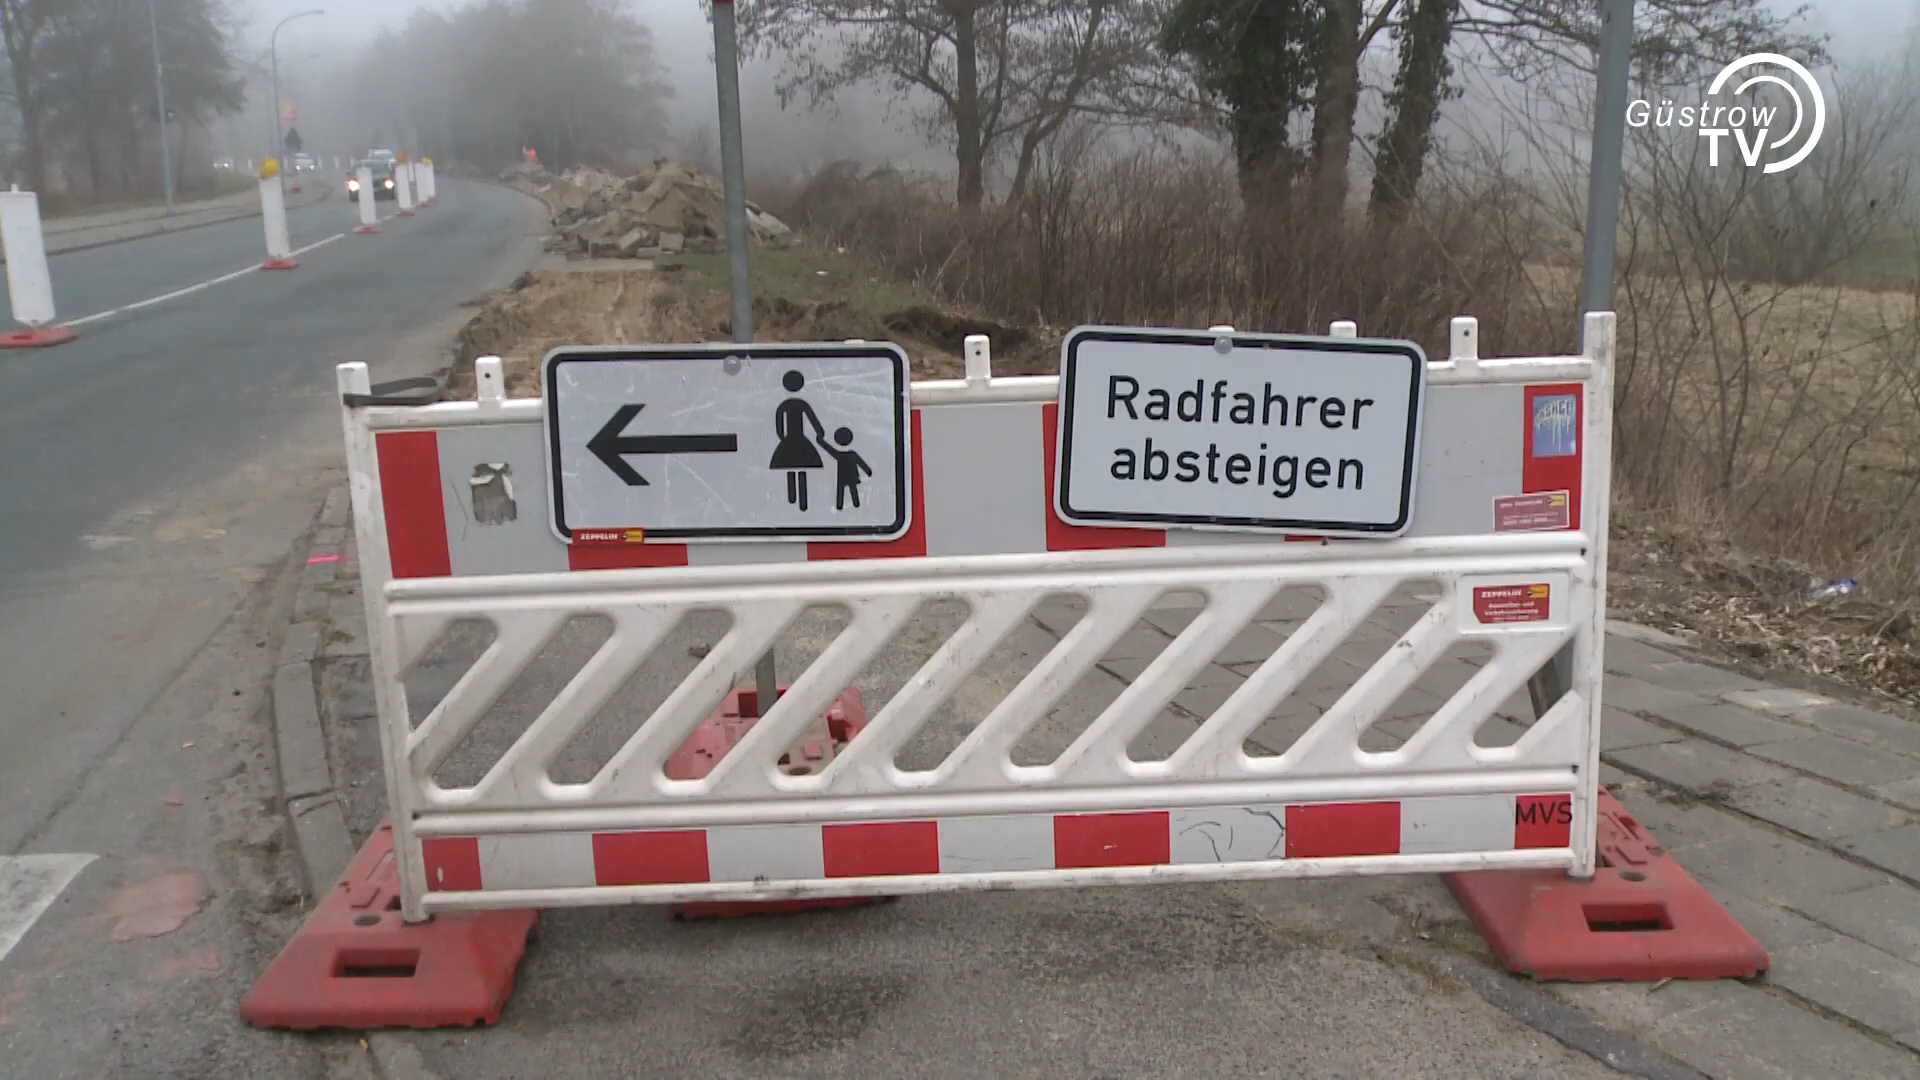 Güstrow
TV
Radfahrer
absteigen
ZEPPELIN
ZEPPELIN
MVS